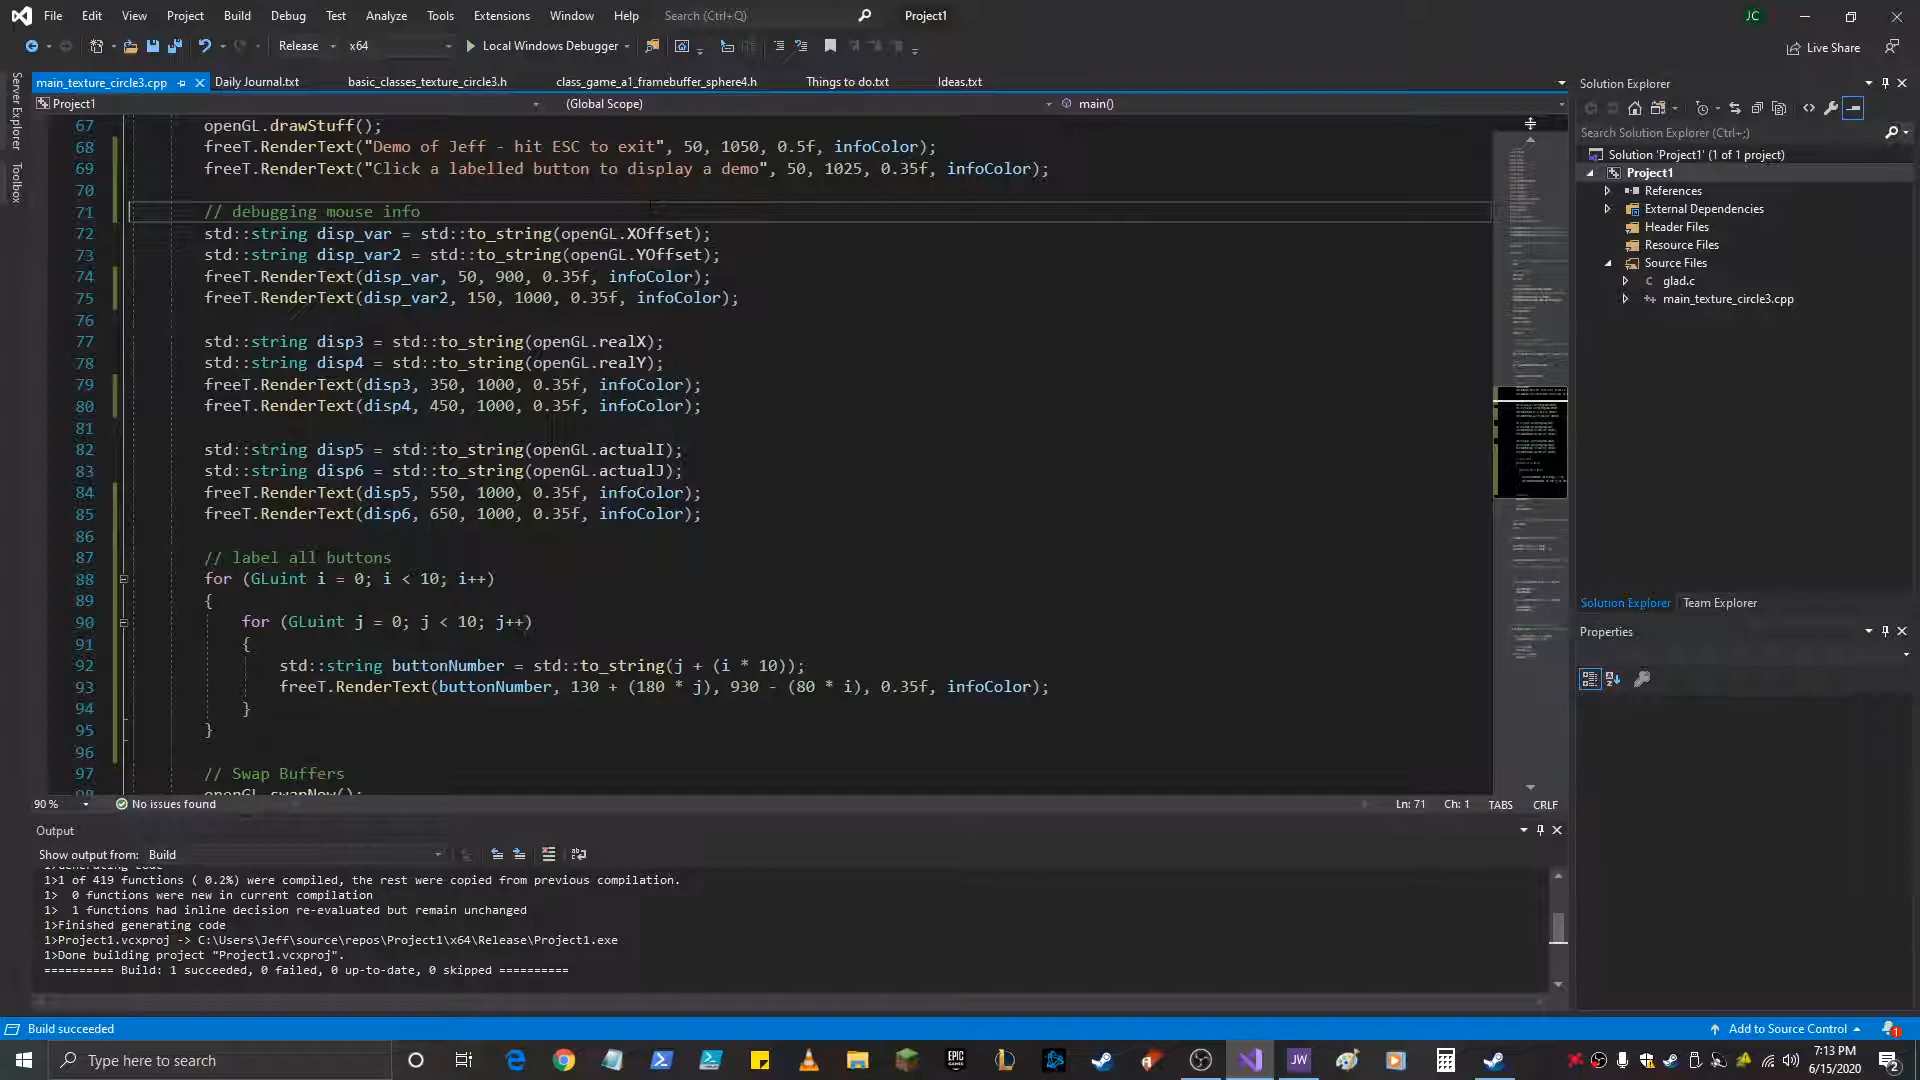 File Edit View Project Build Debug Test Analyze Tools Extensions Window Help Search (Ctrl+Q) Project1 JC
Release x64 Local Windows Debugger Live Share
main_texture_circle3.cpp Daily Journal.txt basic_classes_texture_circle3.h class_game_a1_framebuffer_sphere4.h Things to do.txt Ideas.txt
Project1 (Global Scope) main()
Server Explorer
Toolbox
67 openGL.drawStuff();
68 freeT.RenderText("Demo of Jeff - hit ESC to exit", 50, 1050, 0.5f, infoColor);
69 freeT.RenderText("Click a labelled button to display a demo", 50, 1025, 0.35f, infoColor);
70
71 // debugging mouse info
72 std::string disp_var = std::to_string(openGL.XOffset);
73 std::string disp_var2 = std::to_string(openGL.YOffset);
74 freeT.RenderText(disp_var, 50, 900, 0.35f, infoColor);
75 freeT.RenderText(disp_var2, 150, 1000, 0.35f, infoColor);
76
77 std::string disp3 = std::to_string(openGL.realX);
78 std::string disp4 = std::to_string(openGL.realY);
79 freeT.RenderText(disp3, 350, 1000, 0.35f, infoColor);
80 freeT.RenderText(disp4, 450, 1000, 0.35f, infoColor);
81
82 std::string disp5 = std::to_string(openGL.actualI);
83 std::string disp6 = std::to_string(openGL.actualJ);
84 freeT.RenderText(disp5, 550, 1000, 0.35f, infoColor);
85 freeT.RenderText(disp6, 650, 1000, 0.35f, infoColor);
86
87 // label all buttons
88 for (GLuint i = 0; i < 10; i++)
89 {
90 for (GLuint j = 0; j < 10; j++)
91 {
92 std::string buttonNumber = std::to_string(j + (i * 10));
93 freeT.RenderText(buttonNumber, 130 + (180 * j), 930 - (80 * i), 0.35f, infoColor);
94 }
95 }
96
97 // Swap Buffers
98 openGL.swapNow();
90 % No issues found Ln: 71 Ch: 1 TABS CRLF
Output
Show output from: Build
1>Generating code
1>1 of 419 functions ( 0.2%) were compiled, the rest were copied from previous compilation.
1> 0 functions were new in current compilation
1> 1 functions had inline decision re-evaluated but remain unchanged
1>Finished generating code
1>Project1.vcxproj -> C:\Users\Jeff\source\repos\Project1\x64\Release\Project1.exe
1>Done building project "Project1.vcxproj".
========== Build: 1 succeeded, 0 failed, 0 up-to-date, 0 skipped ==========
Solution Explorer
Search Solution Explorer (Ctrl+;)
Solution 'Project1' (1 of 1 project)
Project1
References
External Dependencies
Header Files
Resource Files
Source Files
glad.c
main_texture_circle3.cpp
Solution Explorer Team Explorer
Properties
Build succeeded Add to Source Control 1
Type here to search EPIC GAMES JW 7:13 PM
6/15/2020 2